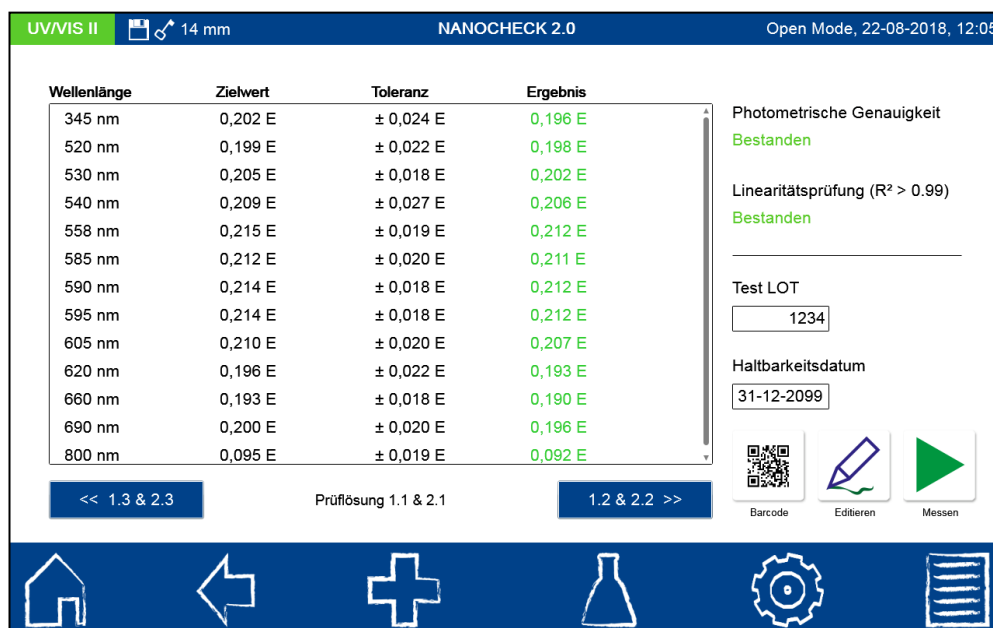 UV/VIS II 14 mm NANOCHECK 2.0 Open Mode, 22-08-2018, 12:05
Wellenlänge Zielwert Toleranz Ergebnis
345 nm 0,202 E ± 0,024 E 0,196 E
520 nm 0,199 E ± 0,022 E 0,198 E
530 nm 0,205 E ± 0,018 E 0,202 E
540 nm 0,209 E ± 0,027 E 0,206 E
558 nm 0,215 E ± 0,019 E 0,212 E
585 nm 0,212 E ± 0,020 E 0,211 E
590 nm 0,214 E ± 0,018 E 0,212 E
595 nm 0,214 E ± 0,018 E 0,212 E
605 nm 0,210 E ± 0,020 E 0,207 E
620 nm 0,196 E ± 0,022 E 0,193 E
660 nm 0,193 E ± 0,018 E 0,190 E
690 nm 0,200 E ± 0,020 E 0,196 E
800 nm 0,095 E ± 0,019 E 0,092 E
<< 1.3 & 2.3 Prüflösung 1.1 & 2.1 1.2 & 2.2 >>
Photometrische Genauigkeit
Bestanden
Linearitätsprüfung (R² > 0.99)
Bestanden
Test LOT
1234
Haltbarkeitsdatum
31-12-2099
Barcode Editieren Messen